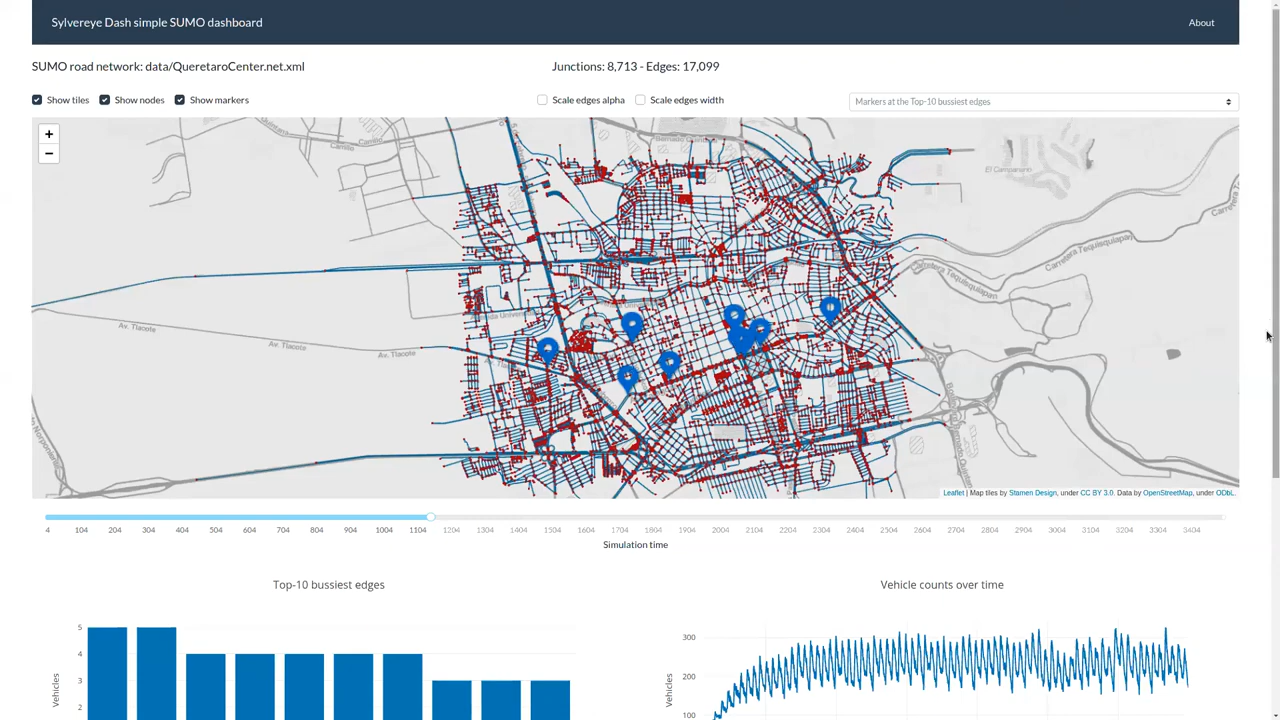 Sylvereye Dash simple SUMO dashboard
About
SUMO road network: data/QueretaroCenter.net.xml
Junctions: 8,713 - Edges: 17,099
Show tiles
Show nodes
Show markers
Scale edges alpha
Scale edges width
Markers at the Top-10 bussiest edges
+
−
El Campanario
Carretera Tequisquiapan
Carretera Tequisquiapan
Av. Tlacote
Av. Tlacote
Av. Tlacote
Leaflet | Map tiles by Stamen Design, under CC BY 3.0. Data by OpenStreetMap, under ODbL.
4 104 204 304 404 504 604 704 804 904 1004 1104 1204 1304 1404 1504 1604 1704 1804 1904 2004 2104 2204 2304 2404 2504 2604 2704 2804 2904 3004 3104 3204 3304 3404
Simulation time
Top-10 bussiest edges
Vehicle counts over time
5
4
3
2
Vehicles
300
200
100
Vehicles